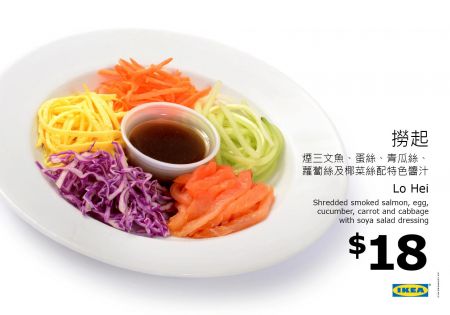 撈起
煙三文魚、蛋絲、青瓜絲、
蘿蔔絲及椰菜絲配特色醬汁
Lo Hei
Shredded smoked salmon, egg,
cucumber, carrot and cabbage
with soya salad dressing
$18
IKEA